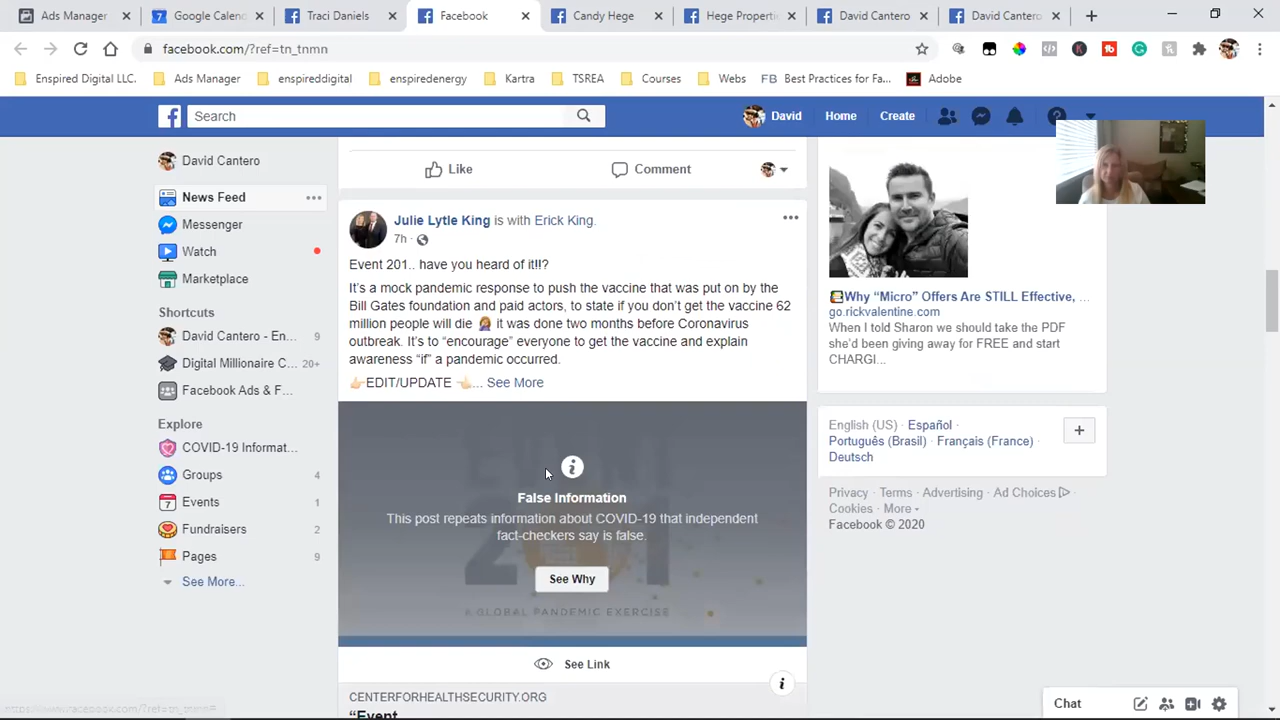 Ads Manager
Google Calend
Traci Daniels
Facebook
Candy Hege
Hege Properti
David Cantero
David Cantero
facebook.com/?ref=tn_tnmn
Enspired Digital LLC.
Ads Manager
enspireddigital
enspiredenergy
Kartra
TSREA
Courses
Webs
FB Best Practices for Fa...
Adobe
Search
David
Home
Create
David Cantero
News Feed
Messenger
Watch
Marketplace
Shortcuts
David Cantero - En... 9
Digital Millionaire C... 20+
Facebook Ads & F...
Explore
COVID-19 Informat...
Groups 4
Events 1
Fundraisers 2
Pages 9
See More...
Like
Comment
Julie Lytle King is with Erick King.
7h
Event 201.. have you heard of it!!?
It's a mock pandemic response to push the vaccine that was put on by the
Bill Gates foundation and paid actors, to state if you don't get the vaccine 62
million people will die 🤦🏼‍♀️ it was done two months before Coronavirus
outbreak. It's to “encourage” everyone to get the vaccine and explain
awareness “if” a pandemic occurred.
👉🏻EDIT/UPDATE 👈🏻... See More
False Information
This post repeats information about COVID-19 that independent
fact-checkers say is false.
See Why
201
A GLOBAL PANDEMIC EXERCISE
See Link
CENTERFORHEALTHSECURITY.ORG
“Event
Why “Micro” Offers Are STILL Effective, ...
go.rickvalentine.com
When I told Sharon we should take the PDF
she'd been giving away for FREE and start
CHARGI...
English (US) · Español ·
Português (Brasil) · Français (France) ·
Deutsch
Privacy · Terms · Advertising · Ad Choices
Cookies · More
Facebook © 2020
Chat
https://www.facebook.com/?ref=tn_tnmn#